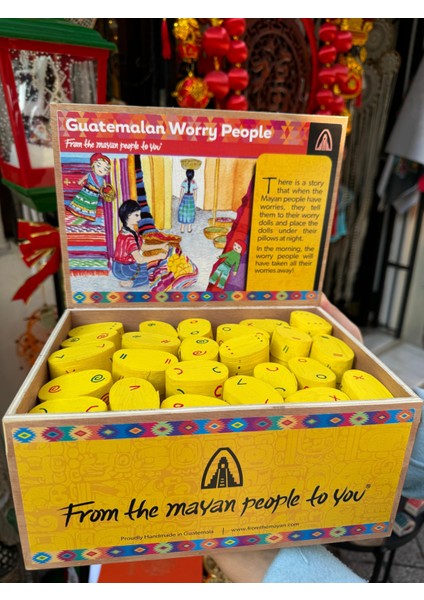 Guatemalan Worry People
From the mayan people to you
There is a story
that when the
Mayan people have
worries, they tell
them to their worry
dolls and place the
dolls under their
pillows at night.
In the morning, the
worry people will
have taken all their
worries away!
From the mayan people to you®
Proudly Handmade in Guatemala | www.fromthemayan.com